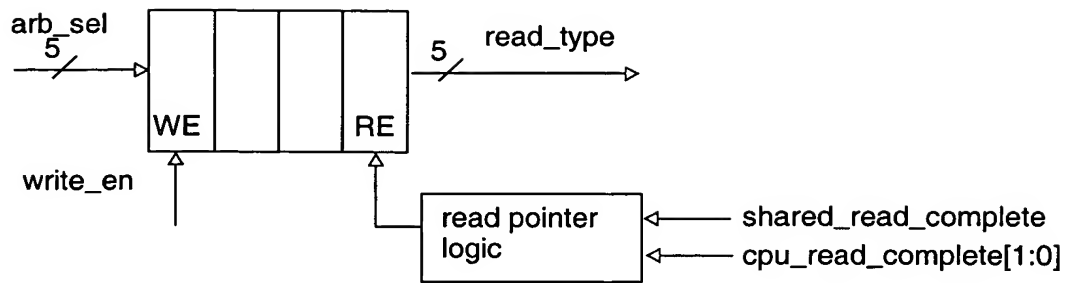 arb_sel
5
5
read_type
WE
RE
write_en
read pointer
logic
shared_read_complete
cpu_read_complete[1:0]